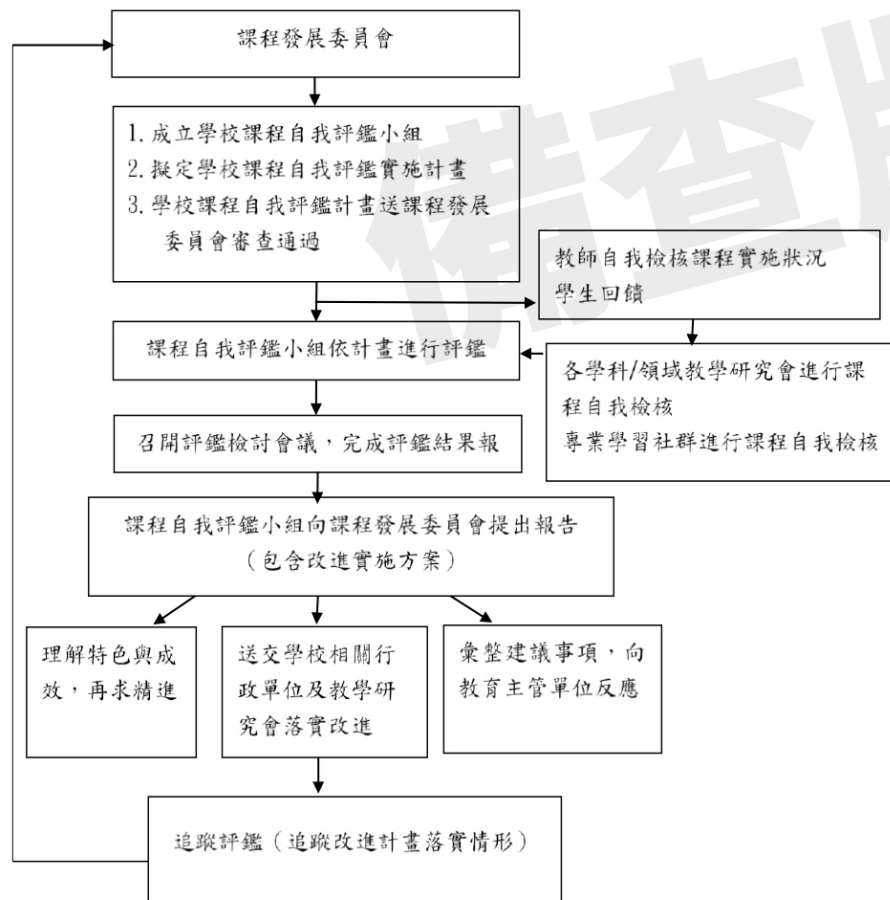 課程發展委員會
1. 成立學校課程自我評鑑小組
2. 擬定學校課程自我評鑑實施計畫
3. 學校課程自我評鑑計畫送課程發展
委員會審查通過
教師自我檢核課程實施狀況
學生回饋
課程自我評鑑小組依計畫進行評鑑
各學科/領域教學研究會進行課
程自我檢核
專業學習社群進行課程自我檢核
召開評鑑檢討會議，完成評鑑結果報
課程自我評鑑小組向課程發展委員會提出報告
（包含改進實施方案）
理解特色與成
效，再求精進
送交學校相關行
政單位及教學研
究會落實改進
彙整建議事項，向
教育主管單位反應
追蹤評鑑（追蹤改進計畫落實情形）
備查版